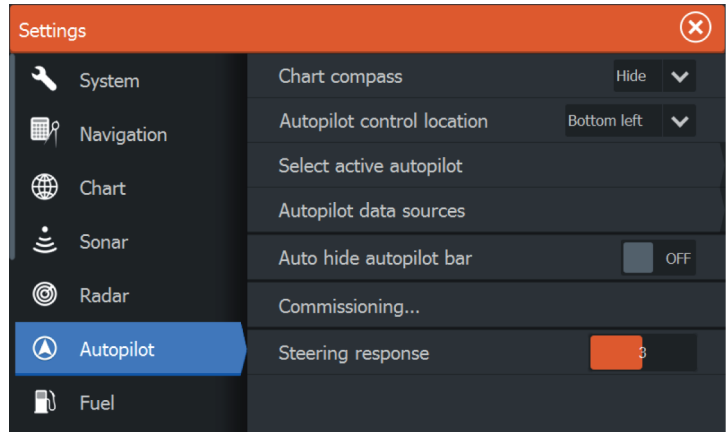 Settings
System
Navigation
Chart
Sonar
Radar
Autopilot
Fuel
Chart compass Hide
Autopilot control location Bottom left
Select active autopilot
Autopilot data sources
Auto hide autopilot bar OFF
Commissioning...
Steering response 3